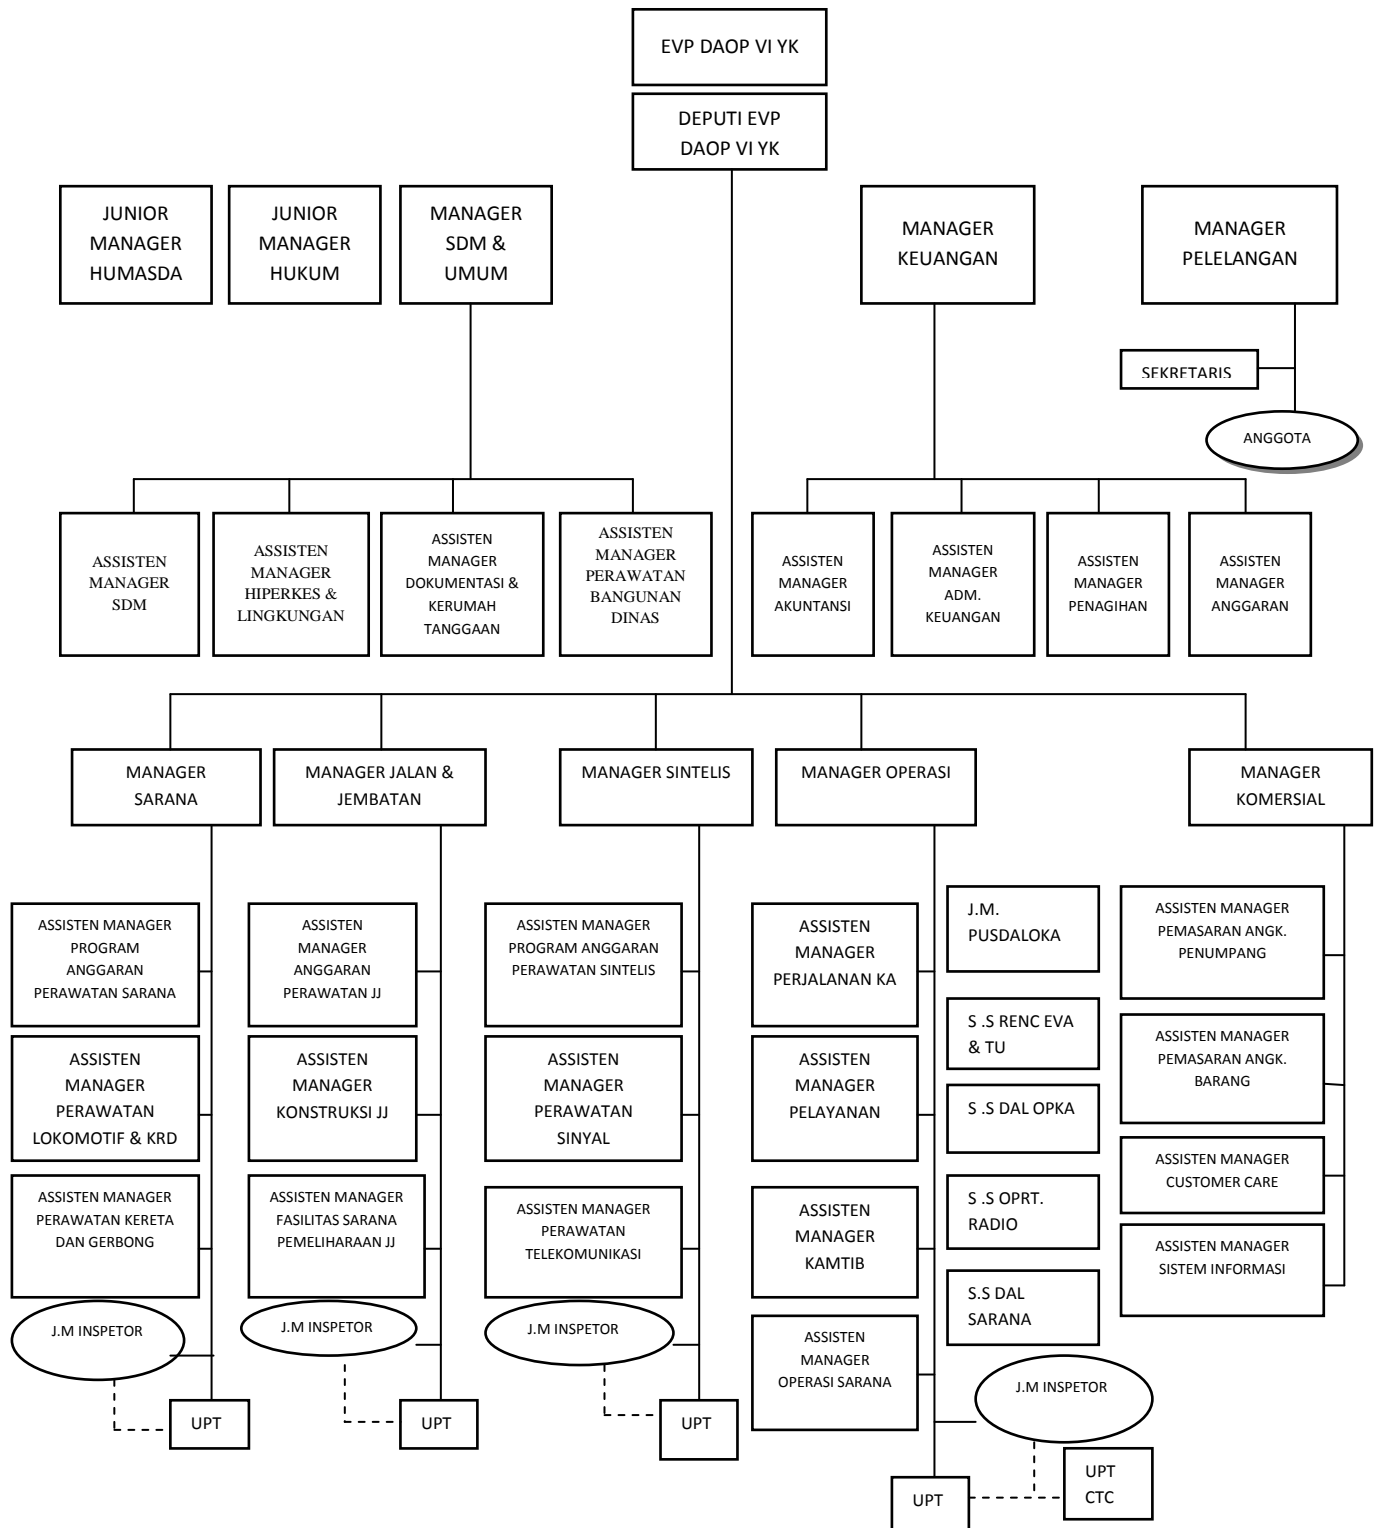 EVP DAOP VI YK
DEPUTI EVP
DAOP VI YK
JUNIOR
MANAGER
HUMASDA
JUNIOR
MANAGER
HUKUM
MANAGER
SDM &
UMUM
MANAGER
KEUANGAN
MANAGER
PELELANGAN
SEKRETARIS
ANGGOTA
ASSISTEN
MANAGER
SDM
ASSISTEN
MANAGER
HIPERKES &
LINGKUNGAN
ASSISTEN
MANAGER
DOKUMENTASI &
KERUMAH
TANGGAAN
ASSISTEN
MANAGER
PERAWATAN
BANGUNAN
DINAS
ASSISTEN
MANAGER
AKUNTANSI
ASSISTEN
MANAGER
ADM.
KEUANGAN
ASSISTEN
MANAGER
PENAGIHAN
ASSISTEN
MANAGER
ANGGARAN
MANAGER
SARANA
MANAGER JALAN &
JEMBATAN
MANAGER SINTELIS
MANAGER OPERASI
MANAGER
KOMERSIAL
ASSISTEN MANAGER
PROGRAM
ANGGARAN
PERAWATAN SARANA
ASSISTEN
MANAGER
ANGGARAN
PERAWATAN JJ
ASSISTEN MANAGER
PROGRAM ANGGARAN
PERAWATAN SINTELIS
ASSISTEN
MANAGER
PERJALANAN KA
J.M.
PUSDALOKA
ASSISTEN MANAGER
PEMASARAN ANGK.
PENUMPANG
ASSISTEN
MANAGER
PERAWATAN
LOKOMOTIF & KRD
ASSISTEN
MANAGER
KONSTRUKSI JJ
ASSISTEN
MANAGER
PERAWATAN
SINYAL
ASSISTEN
MANAGER
PELAYANAN
S .S RENC EVA
& TU
S .S DAL OPKA
ASSISTEN MANAGER
PEMASARAN ANGK.
BARANG
ASSISTEN MANAGER
CUSTOMER CARE
ASSISTEN MANAGER
PERAWATAN KERETA
DAN GERBONG
ASSISTEN MANAGER
FASILITAS SARANA
PEMELIHARAAN JJ
ASSISTEN MANAGER
PERAWATAN
TELEKOMUNIKASI
ASSISTEN
MANAGER
KAMTIB
S .S OPRT.
RADIO
ASSISTEN MANAGER
SISTEM INFORMASI
S.S DAL
SARANA
J.M INSPETOR
J.M INSPETOR
J.M INSPETOR
ASSISTEN
MANAGER
OPERASI SARANA
J.M INSPETOR
UPT
UPT
UPT
UPT
UPT
CTC